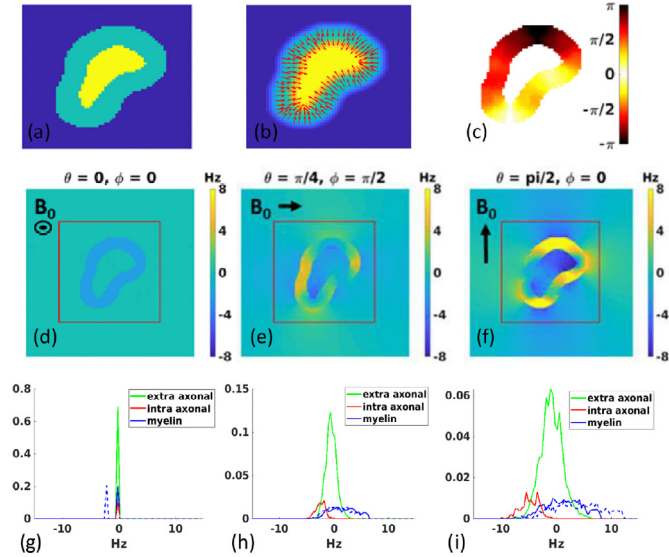 (a)
(b)
(c)
π
π/2
0
-π/2
-π
θ = 0, ϕ = 0
Hz
θ = π/4, ϕ = π/2
Hz
θ = pi/2, ϕ = 0
Hz
B0
B0
B0
8
4
0
-4
-8
8
4
0
-4
-8
8
4
0
-4
-8
(d)
(e)
(f)
0.8
0.6
0.4
0.2
0
extra axonal
intra axonal
myelin
-10
0
10
Hz
(g)
0.15
0.1
0.05
0
extra axonal
intra axonal
myelin
-10
0
10
Hz
(h)
0.06
0.04
0.02
0
extra axonal
intra axonal
myelin
-10
0
10
Hz
(i)